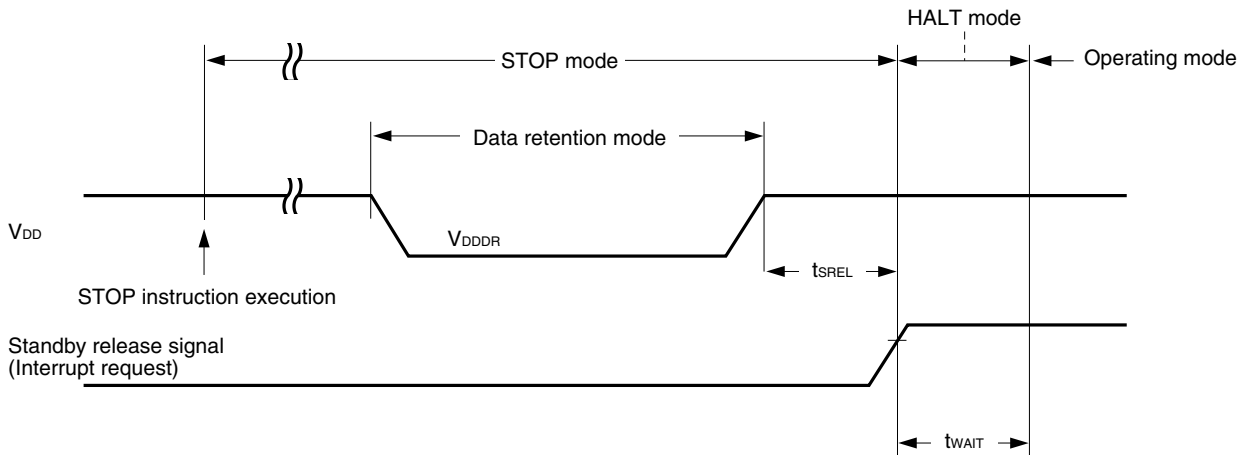 HALT mode
STOP mode
Operating mode
Data retention mode
VDD
VDDDR
tSREL
STOP instruction execution
Standby release signal
(Interrupt request)
tWAIT